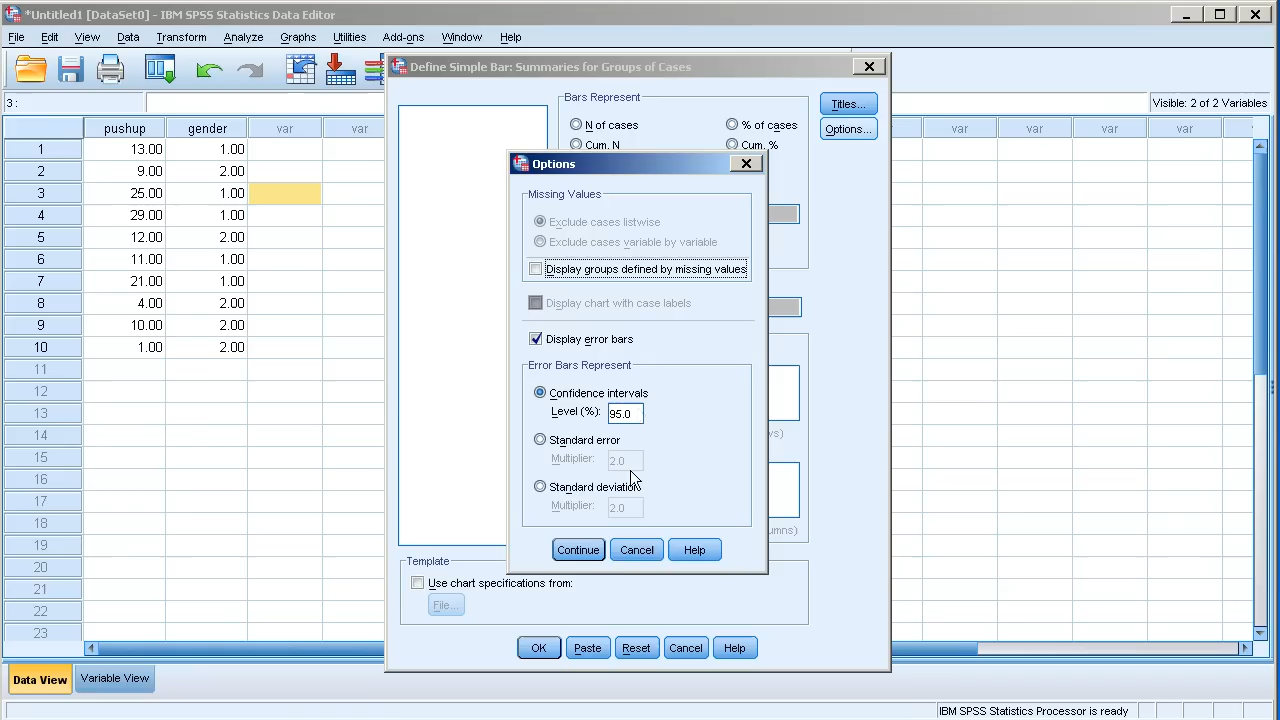 *Untitled1 [DataSet0] - IBM SPSS Statistics Data Editor
File Edit View Data Transform Analyze Graphs Utilities Add-ons Window Help
Define Simple Bar: Summaries for Groups of Cases
3:
Visible: 2 of 2 Variables
pushup gender var var var var var var
1 13.00 1.00
2 9.00 2.00
3 25.00 1.00
4 29.00 1.00
5 12.00 2.00
6 11.00 1.00
7 21.00 1.00
8 4.00 2.00
9 10.00 2.00
10 1.00 2.00
11
12
13
14
15
16
17
18
19
20
21
22
23
Bars Represent
N of cases % of cases
Cum. N Cum. %
Titles...
Options...
Options
Missing Values
Exclude cases listwise
Exclude cases variable by variable
Display groups defined by missing values
Display chart with case labels
Display error bars
Error Bars Represent
Confidence intervals
Level (%): 95.0
Standard error
Multiplier: 2.0
Standard deviation
Multiplier: 2.0
Continue Cancel Help
Template
Use chart specifications from:
File...
OK Paste Reset Cancel Help
Data View Variable View
IBM SPSS Statistics Processor is ready